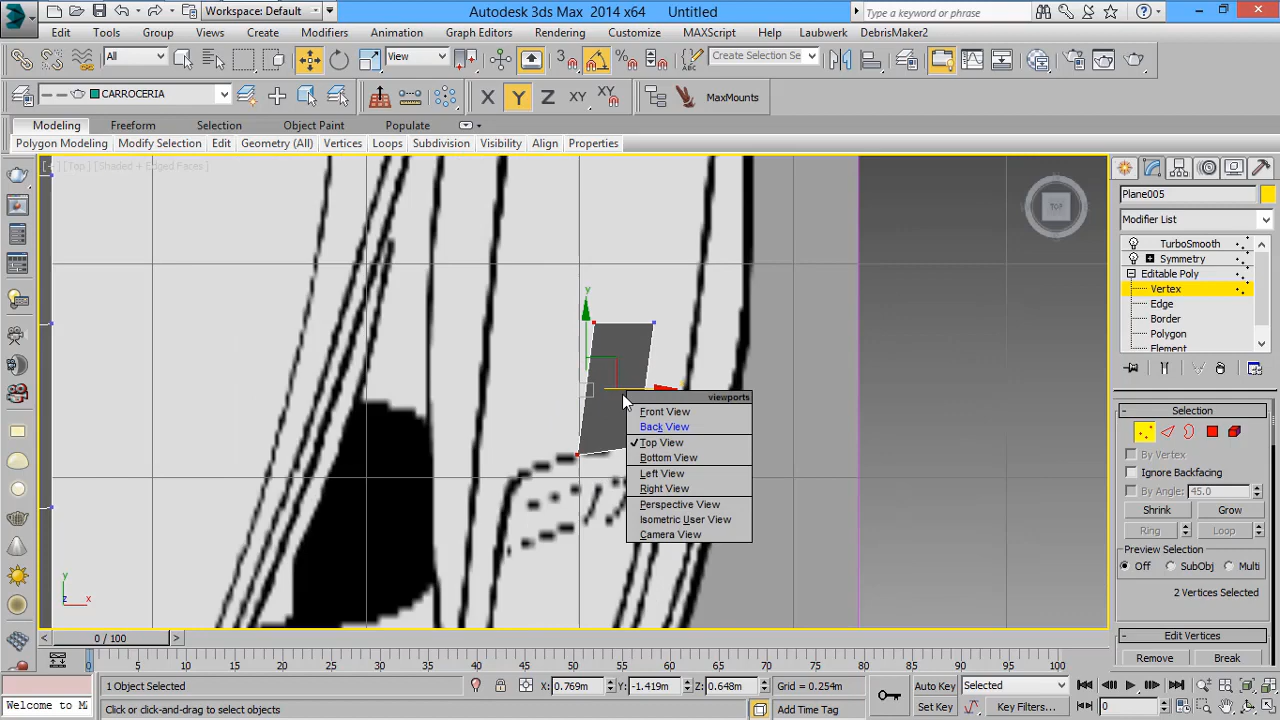 Workspace: Default
Autodesk 3ds Max 2014 x64 Untitled
Type a keyword or phrase
Edit Tools Group Views Create Modifiers Animation Graph Editors Rendering Customize MAXScript Help Laubwerk DebrisMaker2
All
View
3
Create Selection Se
CARROCERIA
X Y Z XY XY
MaxMounts
Modeling Freeform Selection Object Paint Populate
Polygon Modeling Modify Selection Edit Geometry (All) Vertices Loops Subdivision Visibility Align Properties
[+] [Top] [Shaded + Edged Faces]
TOP
Plane005
Modifier List
TurboSmooth
Symmetry
Editable Poly
Vertex
Edge
Border
Polygon
Element
y
viewports
Front View
Back View
Top View
Bottom View
Left View
Right View
Perspective View
Isometric User View
Camera View
y
z x
Selection
By Vertex
Ignore Backfacing
By Angle: 45.0
Shrink Grow
Ring Loop
Preview Selection
Off SubObj Multi
2 Vertices Selected
Edit Vertices
Remove Break
0 / 100
0 5 10 15 20 25 30 35 40 45 50 55 60 65 70 75 80 85 90 95 100
1 Object Selected X: 0.769m Y: -1.419m Z: 0.648m Grid = 0.254m Auto Key Selected
Welcome to M Click or click-and-drag to select objects Add Time Tag Set Key Key Filters... 0